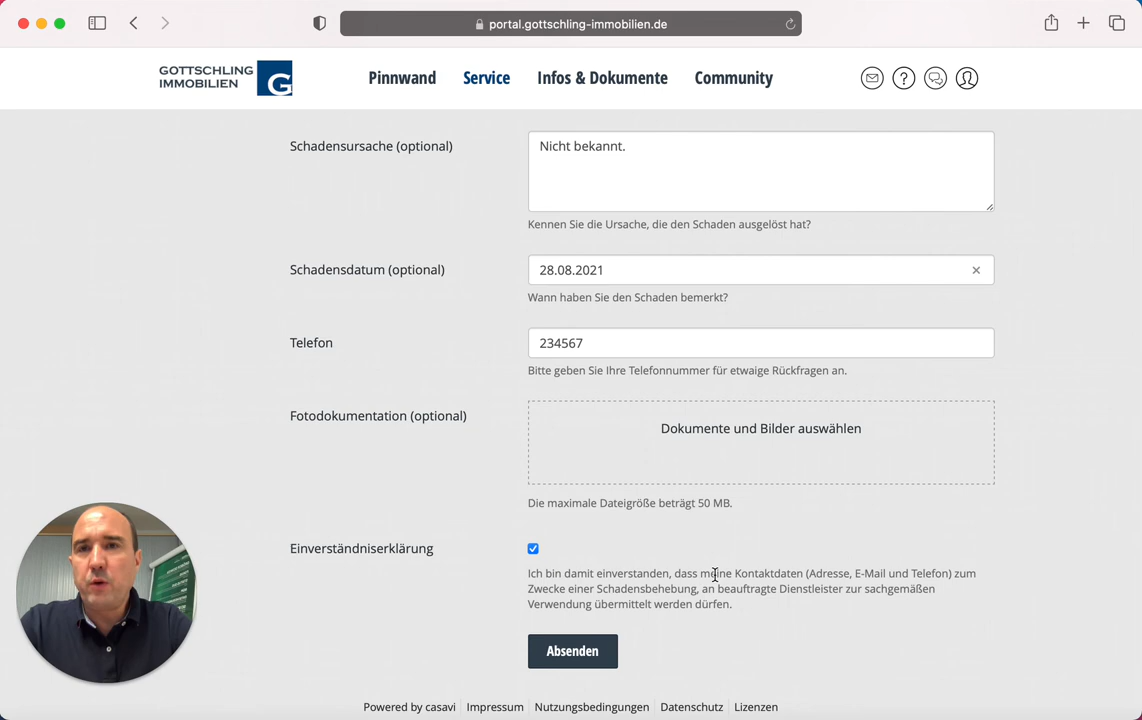 portal.gottschling-immobilien.de
GOTTSCHLING
IMMOBILIEN
G
Pinnwand Service Infos & Dokumente Community
?
Schadensursache (optional)
Nicht bekannt.
Kennen Sie die Ursache, die den Schaden ausgelöst hat?
Schadensdatum (optional)
28.08.2021
Wann haben Sie den Schaden bemerkt?
Telefon
234567
Bitte geben Sie Ihre Telefonnummer für etwaige Rückfragen an.
Fotodokumentation (optional)
Dokumente und Bilder auswählen
Die maximale Dateigröße beträgt 50 MB.
Einverständniserklärung
Ich bin damit einverstanden, dass meine Kontaktdaten (Adresse, E-Mail und Telefon) zum
Zwecke einer Schadensbehebung, an beauftragte Dienstleister zur sachgemäßen
Verwendung übermittelt werden dürfen.
Absenden
Powered by casavi Impressum Nutzungsbedingungen Datenschutz Lizenzen